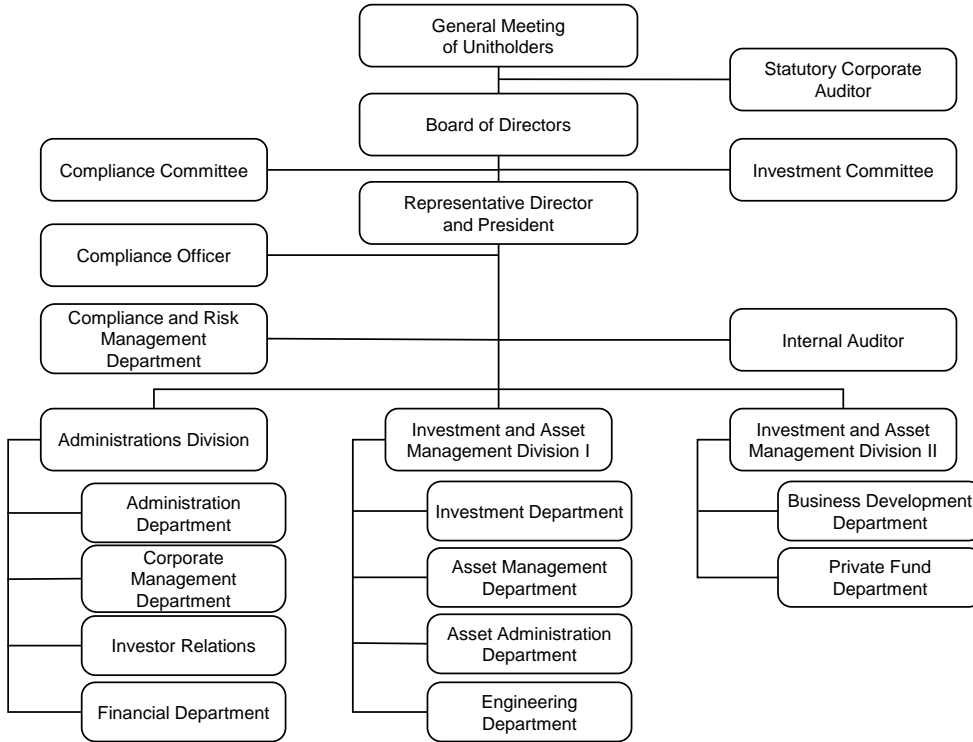 General Meeting
of Unitholders
Statutory Corporate
Auditor
Board of Directors
Compliance Committee
Investment Committee
Representative Director
and President
Compliance Officer
Compliance and Risk
Management
Department
Internal Auditor
Administrations Division
Investment and Asset
Management Division I
Investment and Asset
Management Division II
Administration
Department
Corporate
Management
Department
Investor Relations
Financial Department
Investment Department
Asset Management
Department
Asset Administration
Department
Engineering
Department
Business Development
Department
Private Fund
Department